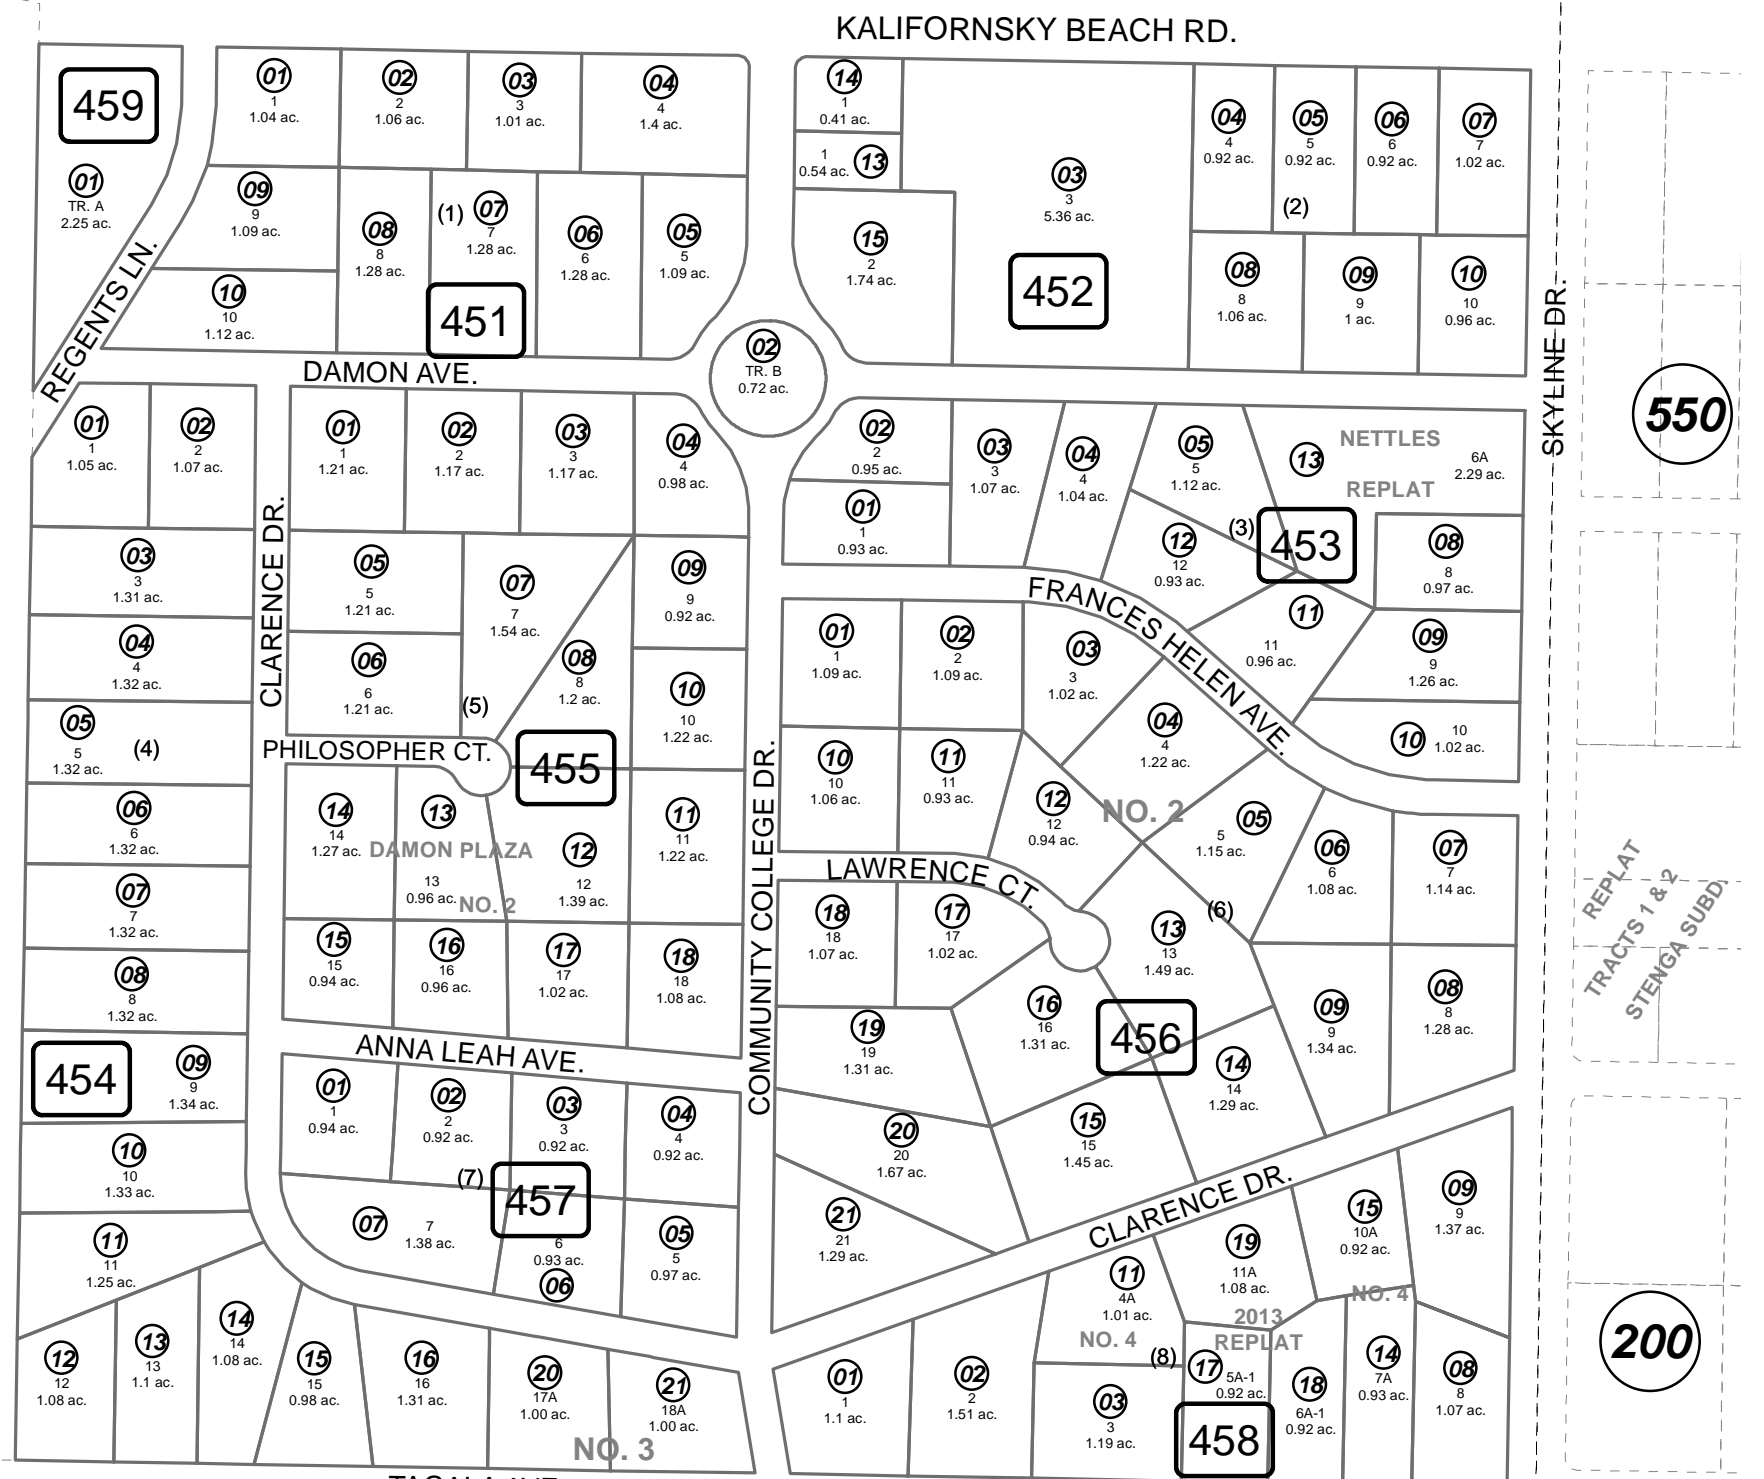 KALIFORNSKY BEACH RD.
459
01
TR. A
2.25 ac.
01
1
1.04 ac.
02
2
1.06 ac.
03
3
1.01 ac.
04
4
1.4 ac.
09
9
1.09 ac.
10
10
1.12 ac.
08
8
1.28 ac.
(1)
07
7
1.28 ac.
06
6
1.28 ac.
05
5
1.09 ac.
451
REGENTS LN.
DAMON AVE.
02
TR. B
0.72 ac.
14
1
0.41 ac.
13
1
0.54 ac.
15
2
1.74 ac.
03
3
5.36 ac.
452
04
4
0.92 ac.
05
5
0.92 ac.
06
6
0.92 ac.
07
7
1.02 ac.
(2)
08
8
1.06 ac.
09
9
1 ac.
10
10
0.96 ac.
SKYLINE DR.
550
01
1
1.05 ac.
02
2
1.07 ac.
03
3
1.31 ac.
04
4
1.32 ac.
05
5
1.32 ac.
(4)
06
6
1.32 ac.
07
7
1.32 ac.
08
8
1.32 ac.
454
09
9
1.34 ac.
10
10
1.33 ac.
11
11
1.25 ac.
12
12
1.08 ac.
13
13
1.1 ac.
14
14
1.08 ac.
15
15
0.98 ac.
16
16
1.31 ac.
20
17A
1.00 ac.
21
18A
1.00 ac.
NO. 3
CLARENCE DR.
01
1
1.21 ac.
02
2
1.17 ac.
03
3
1.17 ac.
04
4
0.98 ac.
05
5
1.21 ac.
06
6
1.21 ac.
07
7
1.54 ac.
08
8
1.2 ac.
09
9
0.92 ac.
10
10
1.22 ac.
(5)
PHILOSOPHER CT.
455
14
14
1.27 ac.
13
13
0.96 ac.
DAMON PLAZA
NO. 2
12
12
1.39 ac.
11
11
1.22 ac.
15
15
0.94 ac.
16
16
0.96 ac.
17
17
1.02 ac.
18
18
1.08 ac.
ANNA LEAH AVE.
COMMUNITY COLLEGE DR.
01
1
0.94 ac.
02
2
0.92 ac.
03
3
0.92 ac.
04
4
0.92 ac.
(7)
457
07
7
1.38 ac.
6
0.93 ac.
06
05
5
0.97 ac.
02
2
0.95 ac.
01
1
0.93 ac.
03
3
1.07 ac.
04
4
1.04 ac.
05
5
1.12 ac.
13
6A
2.29 ac.
NETTLES
REPLAT
(3)
453
12
12
0.93 ac.
08
8
0.97 ac.
11
11
0.96 ac.
09
9
1.26 ac.
10
10
1.02 ac.
FRANCES HELEN AVE.
01
1
1.09 ac.
02
2
1.09 ac.
03
3
1.02 ac.
04
4
1.22 ac.
10
10
1.06 ac.
11
11
0.93 ac.
12
12
0.94 ac.
NO. 2
05
5
1.15 ac.
06
6
1.08 ac.
07
7
1.14 ac.
LAWRENCE CT.
18
18
1.07 ac.
17
17
1.02 ac.
13
13
1.49 ac.
(6)
16
16
1.31 ac.
456
09
9
1.34 ac.
08
8
1.28 ac.
19
19
1.31 ac.
14
14
1.29 ac.
20
20
1.67 ac.
15
15
1.45 ac.
21
21
1.29 ac.
CLARENCE DR.
REPLAT
TRACTS 1 & 2
STENGA SUBD.
11
4A
1.01 ac.
NO. 4
19
11A
1.08 ac.
15
10A
0.92 ac.
NO. 4
09
9
1.37 ac.
2013
REPLAT
01
1
1.1 ac.
02
2
1.51 ac.
03
3
1.19 ac.
(8)
17
5A-1
0.92 ac.
458
18
6A-1
0.92 ac.
14
7A
0.93 ac.
08
8
1.07 ac.
200